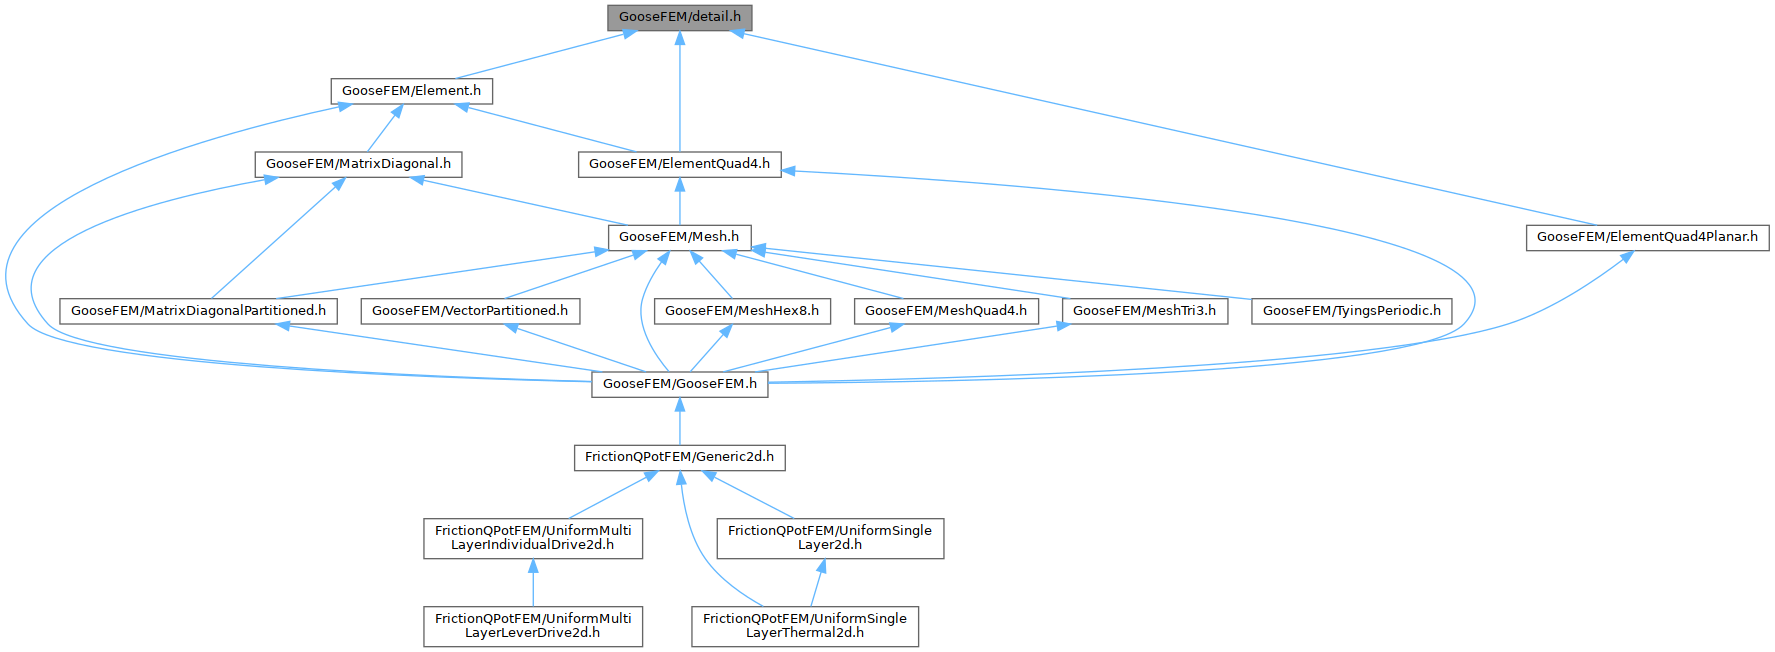 GooseFEM/detail.h
GooseFEM/Element.h
GooseFEM/MatrixDiagonal.h
GooseFEM/ElementQuad4.h
GooseFEM/Mesh.h
GooseFEM/ElementQuad4Planar.h
GooseFEM/MatrixDiagonalPartitioned.h
GooseFEM/VectorPartitioned.h
GooseFEM/MeshHex8.h
GooseFEM/MeshQuad4.h
GooseFEM/MeshTri3.h
GooseFEM/TyingsPeriodic.h
GooseFEM/GooseFEM.h
FrictionQPotFEM/Generic2d.h
FrictionQPotFEM/UniformMulti
LayerIndividualDrive2d.h
FrictionQPotFEM/UniformSingle
Layer2d.h
FrictionQPotFEM/UniformMulti
LayerLeverDrive2d.h
FrictionQPotFEM/UniformSingle
LayerThermal2d.h